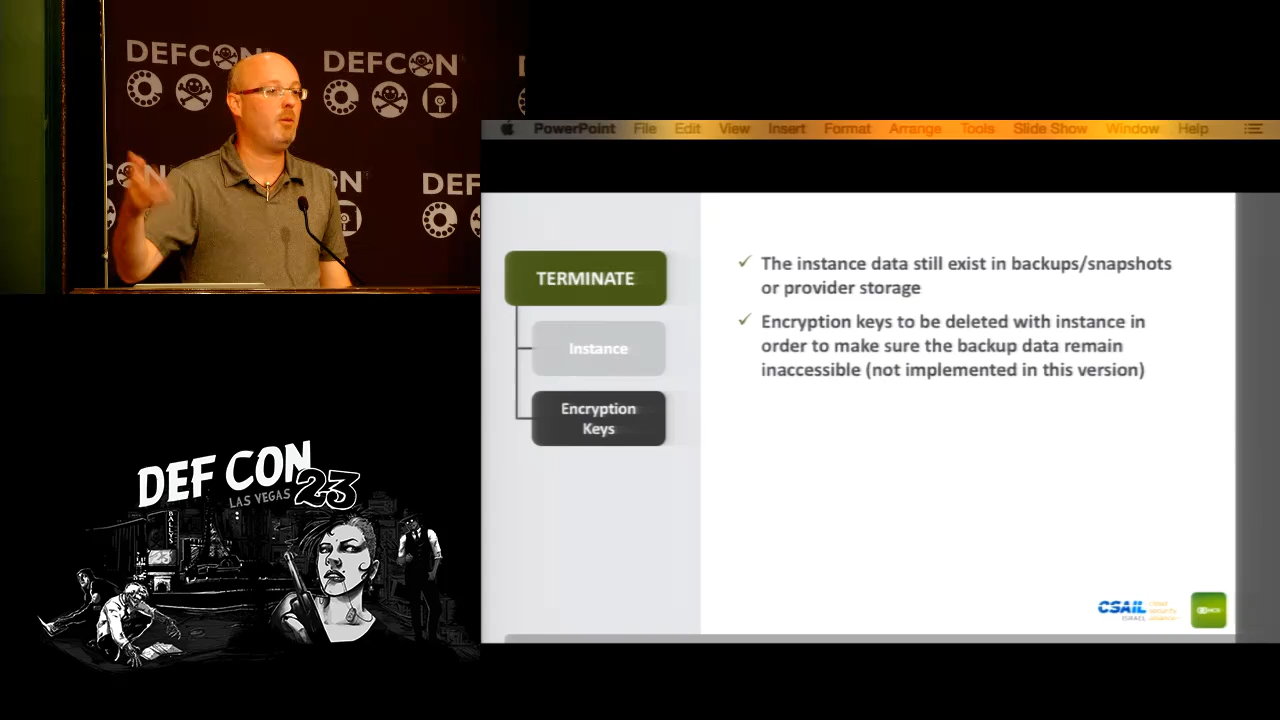 DEFCON
DEFCON
DEF
PowerPoint File Edit View Insert Format Arrange Tools Slide Show Window Help
TERMINATE
Instance
Encryption
Keys
✓ The instance data still exist in backups/snapshots
or provider storage
✓ Encryption keys to be deleted with instance in
order to make sure the backup data remain
inaccessible (not implemented in this version)
DEF CON
LAS VEGAS 23
BALLYS
23
CSAIL
ISRAEL